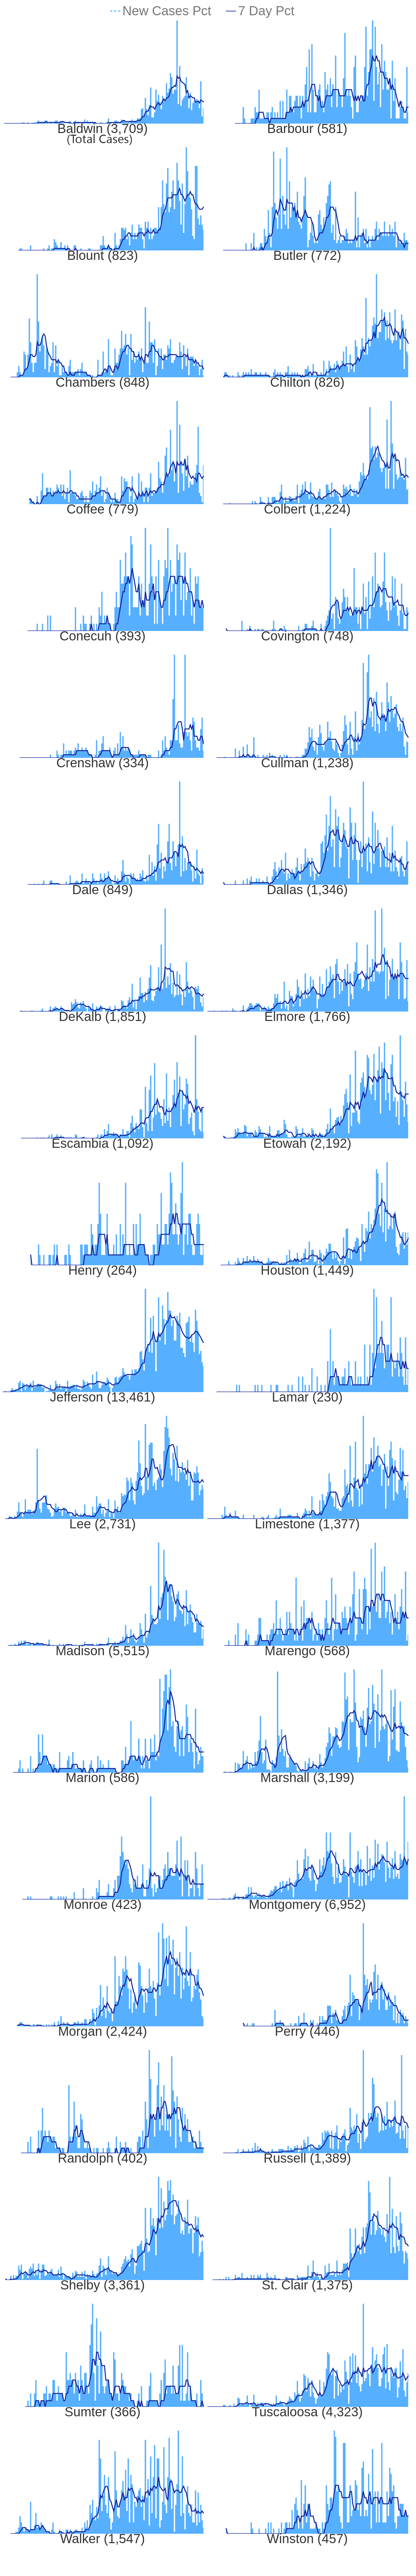 New Cases Pct 7 Day Pct
Baldwin (3,709) Barbour (581)
(Total Cases)
Blount (823) Butler (772)
Chambers (848) Chilton (826)
Coffee (779) Colbert (1,224)
Conecuh (393) Covington (748)
Crenshaw (334) Cullman (1,238)
Dale (849) Dallas (1,346)
DeKalb (1,851) Elmore (1,766)
Escambia (1,092) Etowah (2,192)
Henry (264) Houston (1,449)
Jefferson (13,461) Lamar (230)
Lee (2,731) Limestone (1,377)
Madison (5,515) Marengo (568)
Marion (586) Marshall (3,199)
Monroe (423) Montgomery (6,952)
Morgan (2,424) Perry (446)
Randolph (402) Russell (1,389)
Shelby (3,361) St. Clair (1,375)
Sumter (366) Tuscaloosa (4,323)
Walker (1,547) Winston (457)